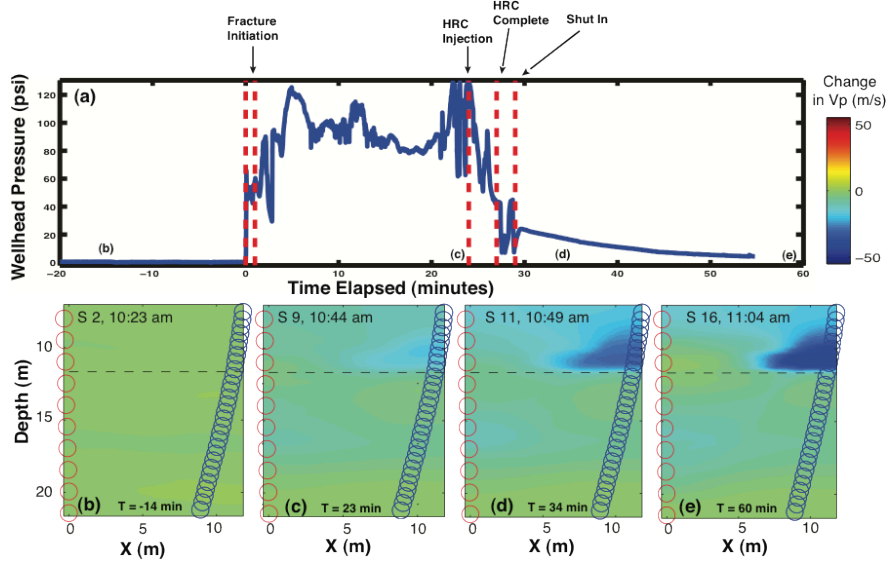 Fracture
Initiation
HRC
Injection
HRC
Complete
Shut In
(a)
Wellhead Pressure (psi)
120
100
80
60
40
20
0
(b)
(c)
(d)
(e)
−20
−10
0
10
20
30
40
50
60
Time Elapsed (minutes)
Change
in Vp (m/s)
50
0
−50
Depth (m)
10
15
20
S 2, 10:23 am
(b)
T = -14 min
0
5
10
X (m)
S 9, 10:44 am
(c)
T = 23 min
0
5
10
X (m)
S 11, 10:49 am
(d)
T = 34 min
0
5
10
X (m)
S 16, 11:04 am
(e)
T = 60 min
0
5
10
X (m)